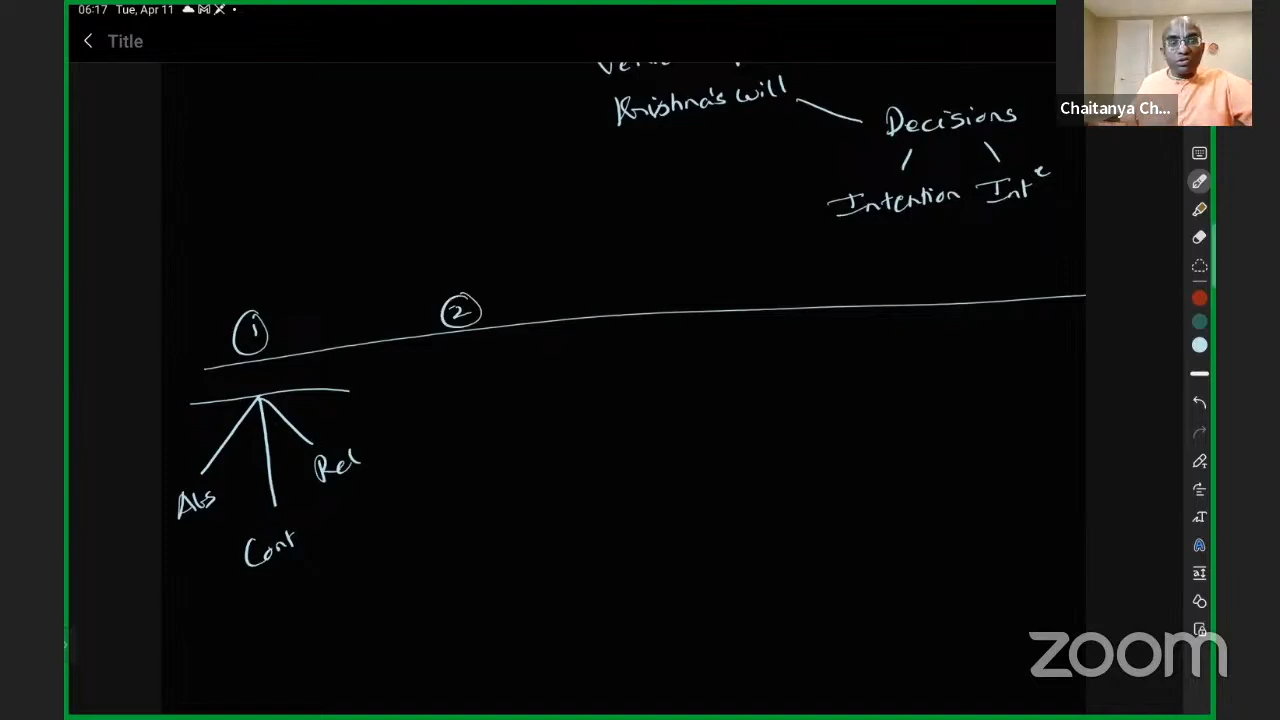 06:17 Tue, Apr 11
Title
Krishna's will
Decisions
Intention Int^e
Chaitanya Ch...
1
2
Abs
Cont
Rel
zoom